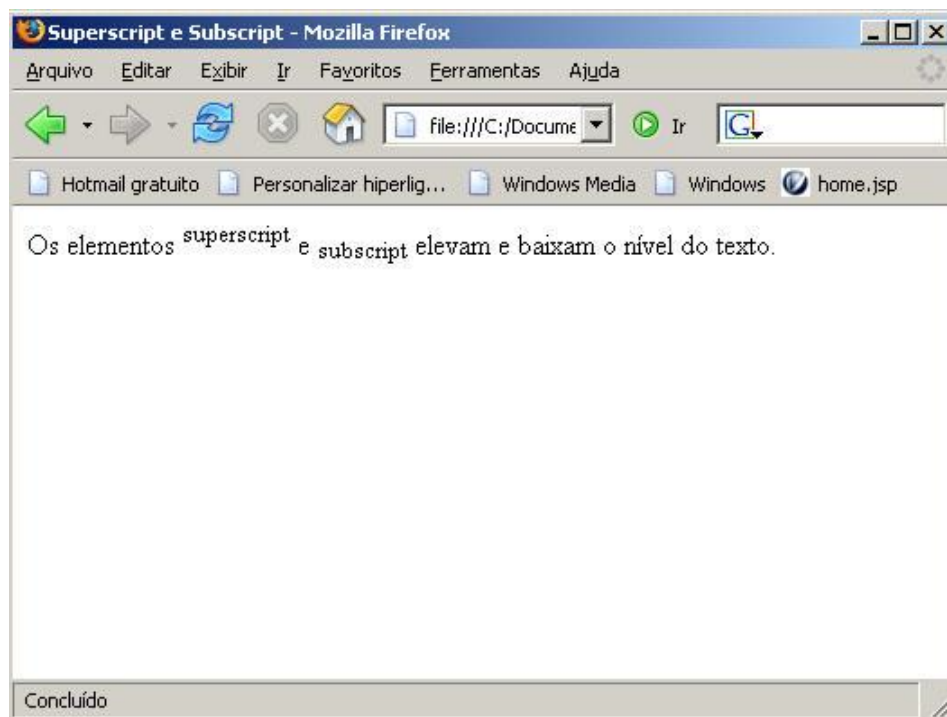 Superscript e Subscript - Mozilla Firefox
Arquivo Editar Exibir Ir Favoritos Ferramentas Ajuda
file:///C:/Docume Ir G
Hotmail gratuito Personalizar hiperlig... Windows Media Windows home.jsp
Os elementos superscript e subscript elevam e baixam o nível do texto.
Concluído